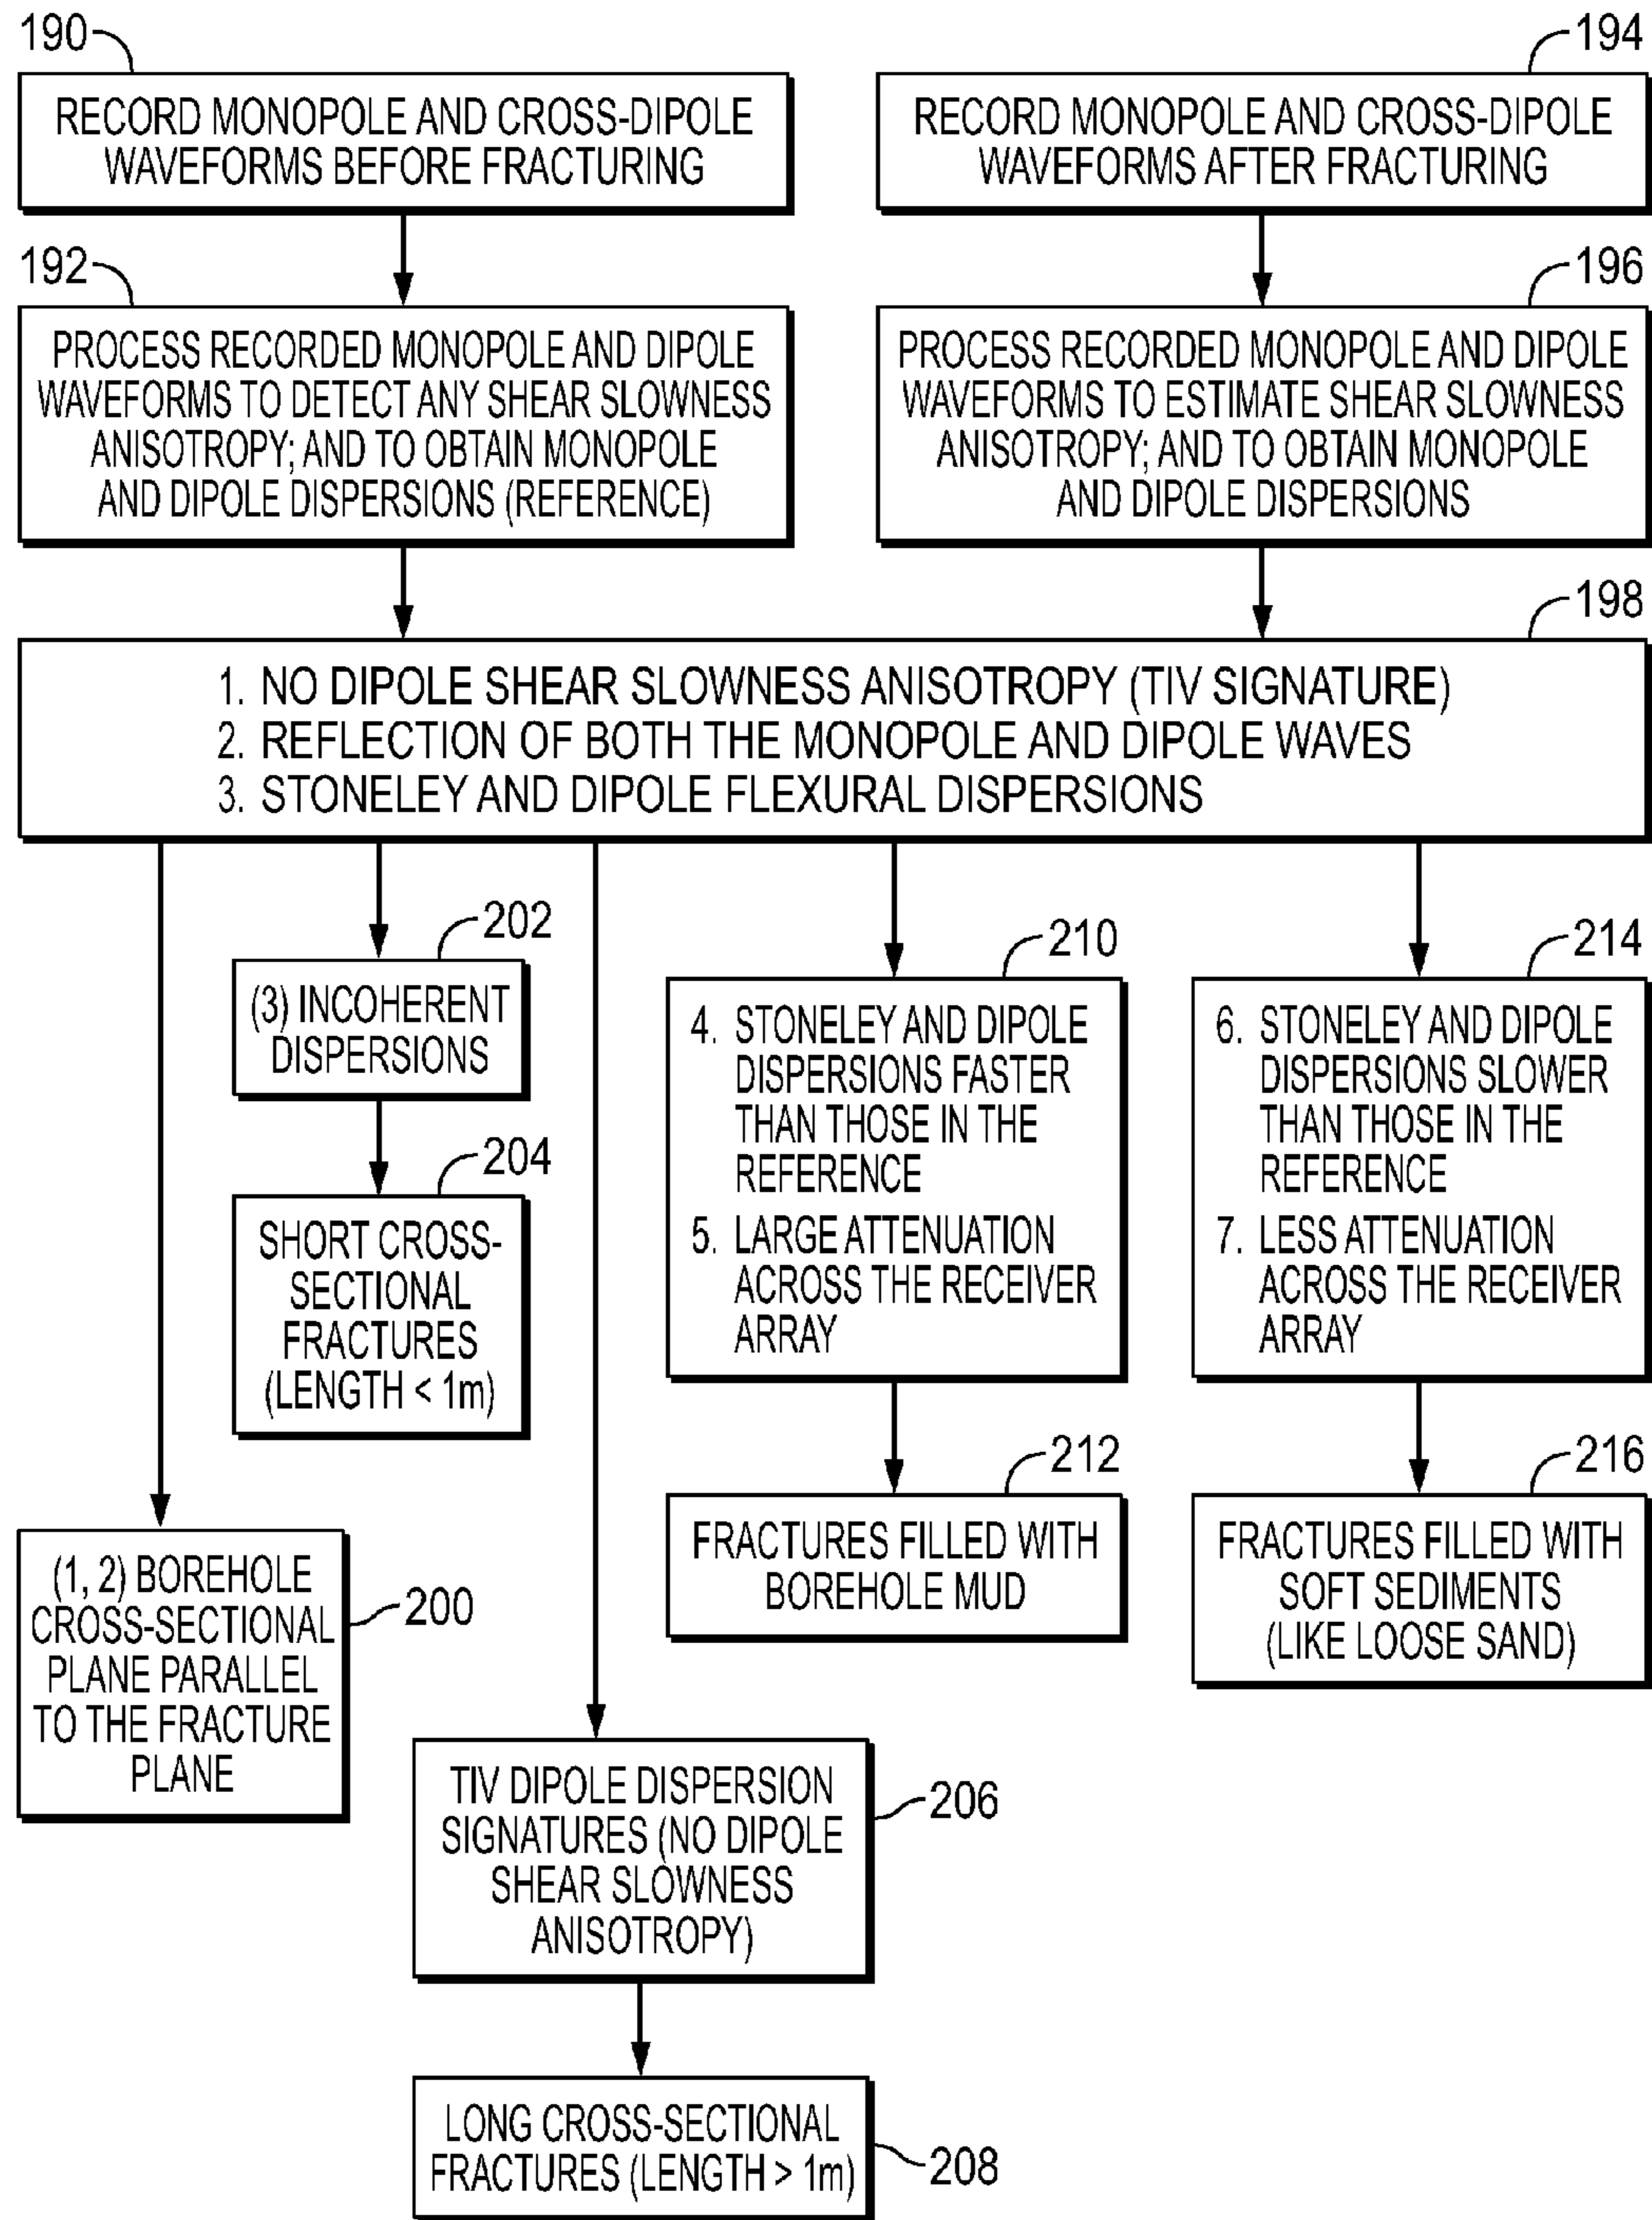 190
RECORD MONOPOLE AND CROSS-DIPOLE
WAVEFORMS BEFORE FRACTURING
194
RECORD MONOPOLE AND CROSS-DIPOLE
WAVEFORMS AFTER FRACTURING
192
PROCESS RECORDED MONOPOLE AND DIPOLE
WAVEFORMS TO DETECT ANY SHEAR SLOWNESS
ANISOTROPY; AND TO OBTAIN MONOPOLE
AND DIPOLE DISPERSIONS (REFERENCE)
196
PROCESS RECORDED MONOPOLE AND DIPOLE
WAVEFORMS TO ESTIMATE SHEAR SLOWNESS
ANISOTROPY; AND TO OBTAIN MONOPOLE
AND DIPOLE DISPERSIONS
198
1. NO DIPOLE SHEAR SLOWNESS ANISOTROPY (TIV SIGNATURE)
2. REFLECTION OF BOTH THE MONOPOLE AND DIPOLE WAVES
3. STONELEY AND DIPOLE FLEXURAL DISPERSIONS
202
(3) INCOHERENT
DISPERSIONS
204
SHORT CROSS-
SECTIONAL
FRACTURES
(LENGTH < 1m)
210
4. STONELEY AND DIPOLE
DISPERSIONS FASTER
THAN THOSE IN THE
REFERENCE
5. LARGE ATTENUATION
ACROSS THE RECEIVER
ARRAY
214
6. STONELEY AND DIPOLE
DISPERSIONS SLOWER
THAN THOSE IN THE
REFERENCE
7. LESS ATTENUATION
ACROSS THE RECEIVER
ARRAY
212
FRACTURES FILLED WITH
BOREHOLE MUD
216
FRACTURES FILLED WITH
SOFT SEDIMENTS
(LIKE LOOSE SAND)
(1, 2) BOREHOLE
CROSS-SECTIONAL
PLANE PARALLEL
TO THE FRACTURE
PLANE
200
TIV DIPOLE DISPERSION
SIGNATURES (NO DIPOLE
SHEAR SLOWNESS
ANISOTROPY)
206
LONG CROSS-SECTIONAL
FRACTURES (LENGTH > 1m)
208